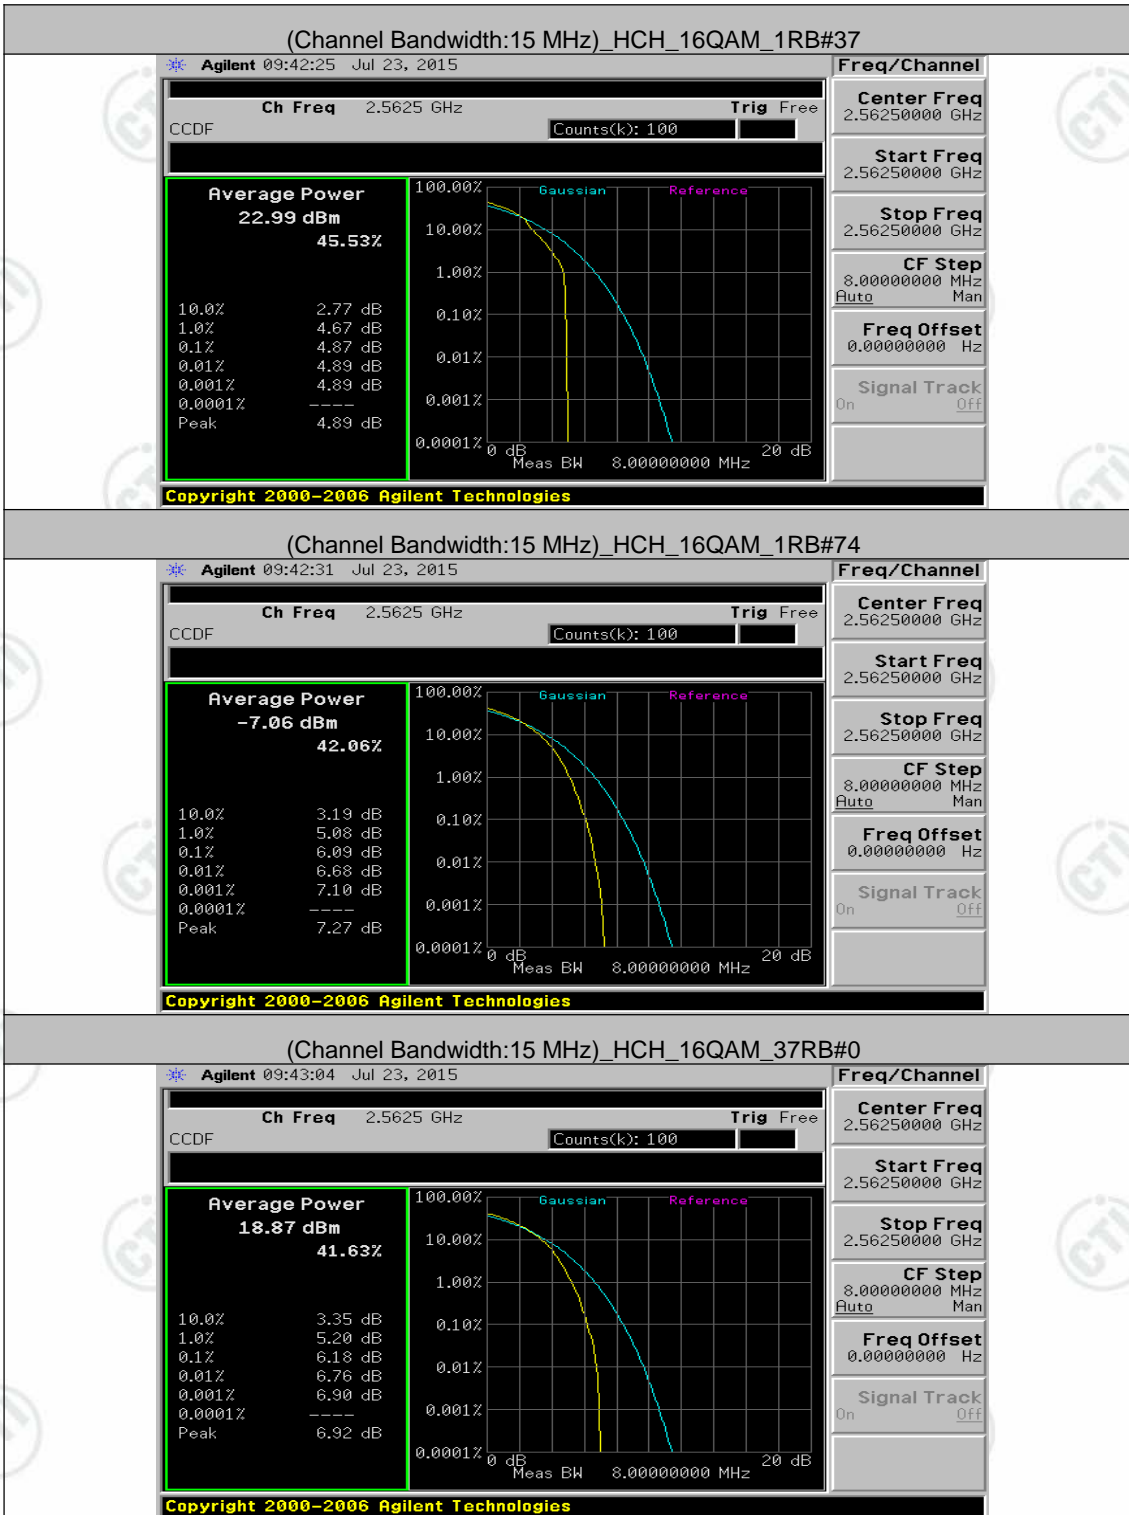 (Channel Bandwidth:15 MHz)_HCH_16QAM_1RB#37
Agilent 09:42:25 Jul 23, 2015
Freq/Channel
Ch Freq 2.5625 GHz Trig Free
CCDF Counts(k): 100
Average Power
22.99 dBm
45.53%
10.0% 2.77 dB
1.0% 4.67 dB
0.1% 4.87 dB
0.01% 4.89 dB
0.001% 4.89 dB
0.0001% ----
Peak 4.89 dB
Gaussian Reference
100.00%
10.00%
1.00%
0.10%
0.01%
0.001%
0.0001%
0 dB 20 dB
Meas BW 8.00000000 MHz
Center Freq
2.56250000 GHz
Start Freq
2.56250000 GHz
Stop Freq
2.56250000 GHz
CF Step
8.00000000 MHz
Auto Man
Freq Offset
0.00000000 Hz
Signal Track
On Off
Copyright 2000-2006 Agilent Technologies
(Channel Bandwidth:15 MHz)_HCH_16QAM_1RB#74
Agilent 09:42:31 Jul 23, 2015
Freq/Channel
Ch Freq 2.5625 GHz Trig Free
CCDF Counts(k): 100
Average Power
-7.06 dBm
42.06%
10.0% 3.19 dB
1.0% 5.08 dB
0.1% 6.09 dB
0.01% 6.68 dB
0.001% 7.10 dB
0.0001% ----
Peak 7.27 dB
Gaussian Reference
100.00%
10.00%
1.00%
0.10%
0.01%
0.001%
0.0001%
0 dB 20 dB
Meas BW 8.00000000 MHz
Center Freq
2.56250000 GHz
Start Freq
2.56250000 GHz
Stop Freq
2.56250000 GHz
CF Step
8.00000000 MHz
Auto Man
Freq Offset
0.00000000 Hz
Signal Track
On Off
Copyright 2000-2006 Agilent Technologies
(Channel Bandwidth:15 MHz)_HCH_16QAM_37RB#0
Agilent 09:43:04 Jul 23, 2015
Freq/Channel
Ch Freq 2.5625 GHz Trig Free
CCDF Counts(k): 100
Average Power
18.87 dBm
41.63%
10.0% 3.35 dB
1.0% 5.20 dB
0.1% 6.18 dB
0.01% 6.76 dB
0.001% 6.90 dB
0.0001% ----
Peak 6.92 dB
Gaussian Reference
100.00%
10.00%
1.00%
0.10%
0.01%
0.001%
0.0001%
0 dB 20 dB
Meas BW 8.00000000 MHz
Center Freq
2.56250000 GHz
Start Freq
2.56250000 GHz
Stop Freq
2.56250000 GHz
CF Step
8.00000000 MHz
Auto Man
Freq Offset
0.00000000 Hz
Signal Track
On Off
Copyright 2000-2006 Agilent Technologies
CTI
CTI
CTI
CTI
CTI
CTI
CTI
CTI